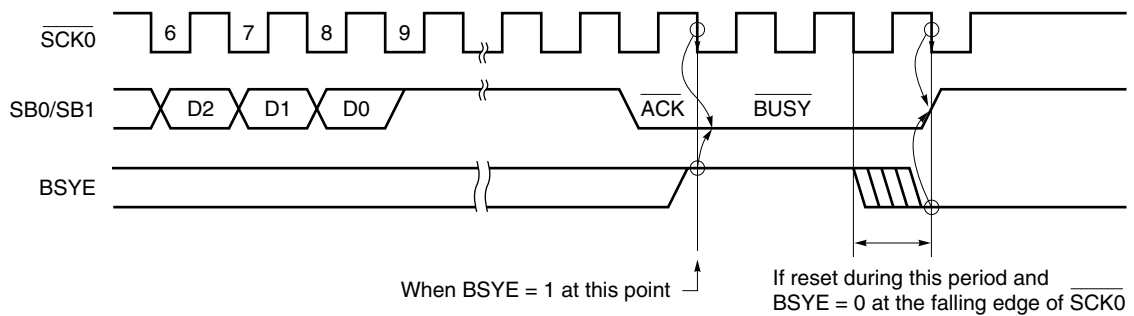 SCK0 6 7 8 9
SB0/SB1 D2 D1 D0 ACK BUSY
BSYE
When BSYE = 1 at this point
If reset during this period and
BSYE = 0 at the falling edge of SCK0